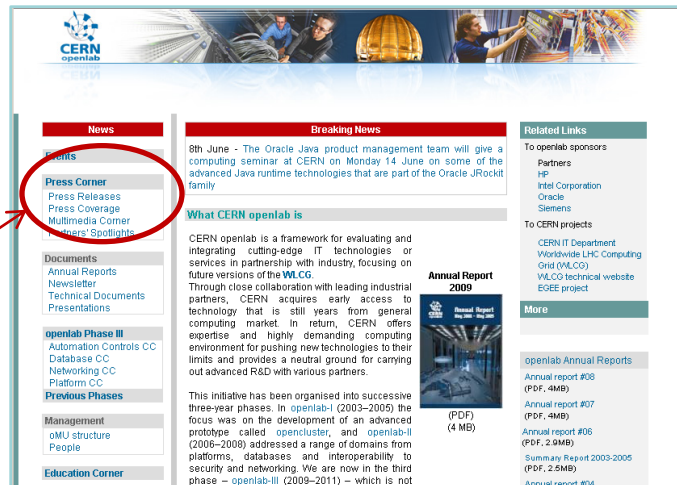 CERN
openlab
News
Events
Press Corner
Press Releases
Press Coverage
Multimedia Corner
Partners' Spotlights
Documents
Annual Reports
Newsletter
Technical Documents
Presentations
openlab Phase III
Automation Controls CC
Database CC
Networking CC
Platform CC
Previous Phases
Management
oMU structure
People
Education Corner
Breaking News
8th June - The Oracle Java product management team will give a
computing seminar at CERN on Monday 14 June on some of the
advanced Java runtime technologies that are part of the Oracle JRockit
family
What CERN openlab is
CERN openlab is a framework for evaluating and
integrating cutting-edge IT technologies or
services in partnership with industry, focusing on
future versions of the WLCG.
Through close collaboration with leading industrial
partners, CERN acquires early access to
technology that is still years from general
computing market. In return, CERN offers
expertise and highly demanding computing
environment for pushing new technologies to their
limits and provides a neutral ground for carrying
out advanced R&D with various partners.
This initiative has been organised into successive
three-year phases. In openlab-I (2003–2005) the
focus was on the development of an advanced
prototype called opencluster, and openlab-II
(2006–2008) addressed a range of domains from
platforms, databases and interoperability to
security and networking. We are now in the third
phase – openlab-III (2009–2011) – which is not
Annual Report
2009
Annual Report
(PDF)
(4 MB)
Related Links
To openlab sponsors
Partners
HP
Intel Corporation
Oracle
Siemens
To CERN projects
CERN IT Department
Worldwide LHC Computing
Grid (WLCG)
WLCG technical website
EGEE project
More
openlab Annual Reports
Annual report #08
(PDF, 4MB)
Annual report #07
(PDF, 4MB)
Annual report #06
(PDF, 2.9MB)
Summary Report 2003-2005
(PDF, 2.5MB)
Annual report #04